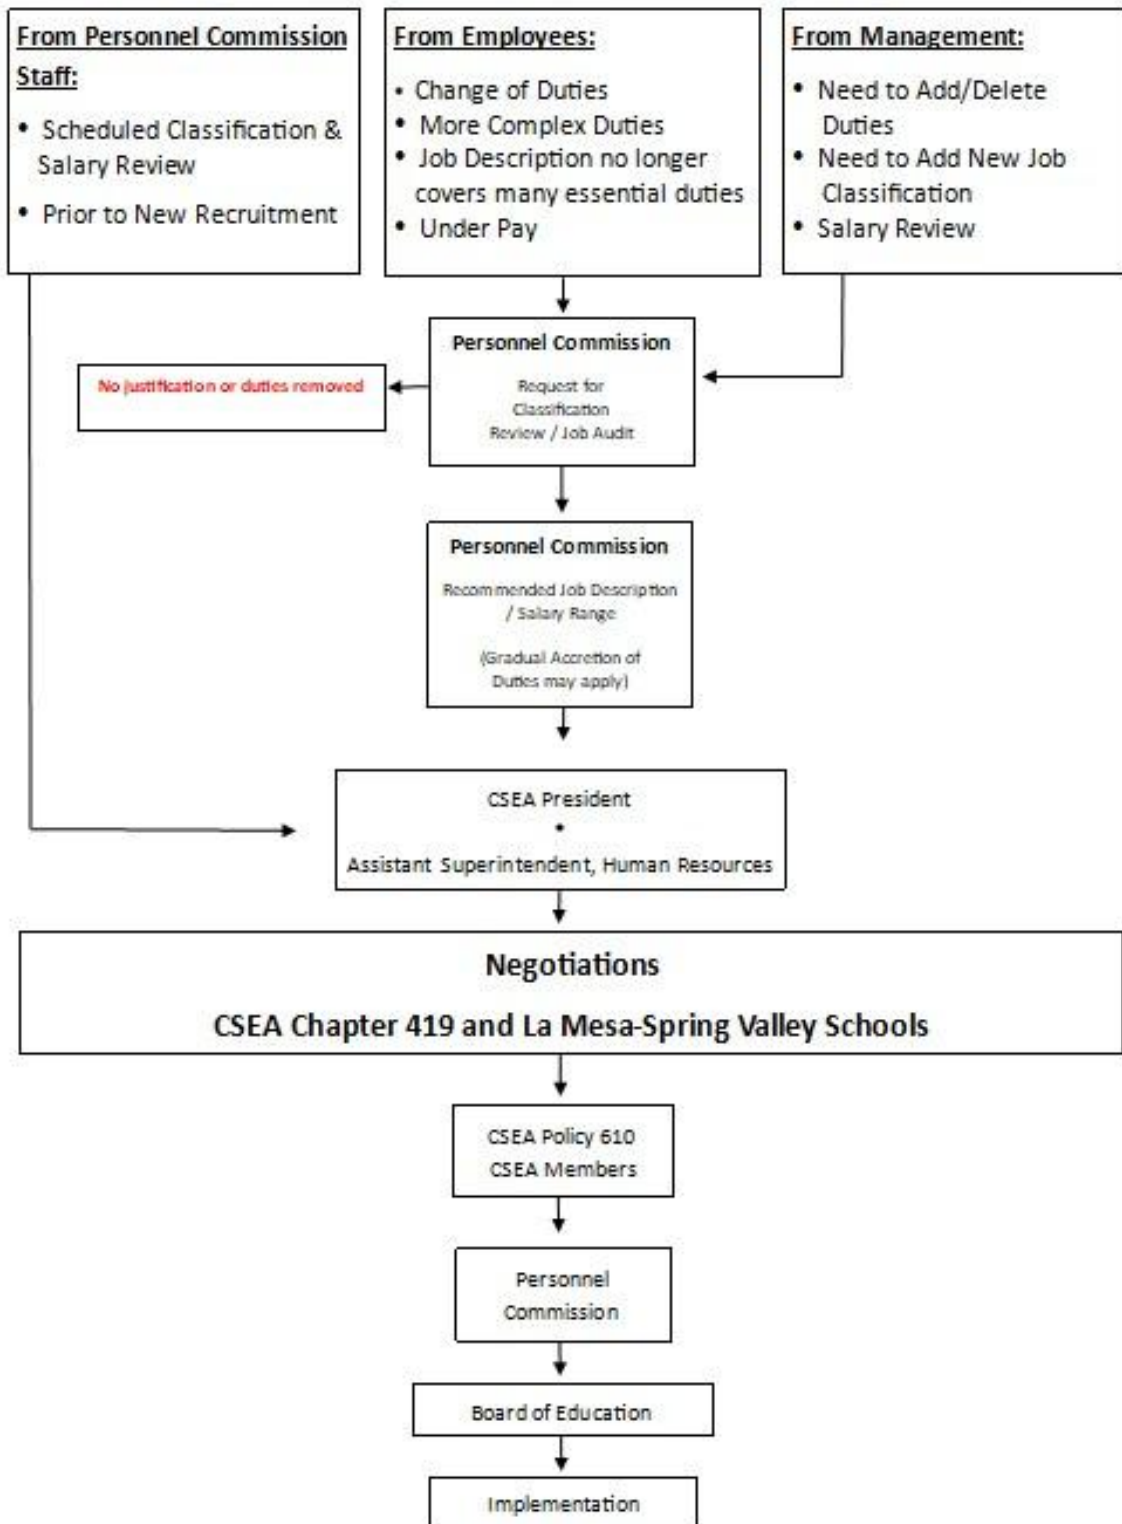 From Personnel Commission
Staff:
• Scheduled Classification &
Salary Review
• Prior to New Recruitment
From Employees:
• Change of Duties
• More Complex Duties
• Job Description no longer
covers many essential duties
• Under Pay
From Management:
• Need to Add/Delete
Duties
• Need to Add New Job
Classification
• Salary Review
Personnel Commission
Request for
Classification
Review / Job Audit
No justification or duties removed
Personnel Commission
Recommended Job Description
/ Salary Range
(Gradual Accretion of
Duties may apply)
CSEA President
•
Assistant Superintendent, Human Resources
Negotiations
CSEA Chapter 419 and La Mesa-Spring Valley Schools
CSEA Policy 610
CSEA Members
Personnel
Commission
Board of Education
Implementation